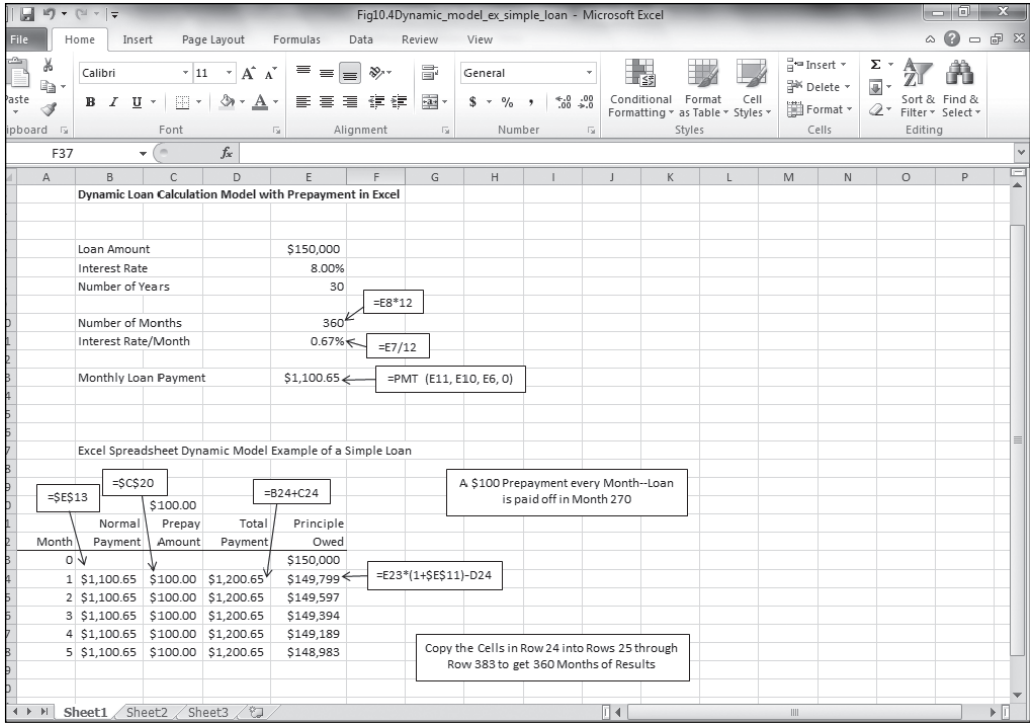 Fig10.4Dynamic_model_ex_simple_loan - Microsoft Excel
File Home Insert Page Layout Formulas Data Review View
Calibri 11 A A General Conditional Formatting Format as Table Cell Styles Insert Delete Format Σ Sort & Filter Find & Select
B I U A $ % , .0 .00 .00 .0
Font Alignment Number Styles Cells Editing
F37 fx
A B C D E F G H I J K L M N O P
Dynamic Loan Calculation Model with Prepayment in Excel
Loan Amount $150,000
Interest Rate 8.00%
Number of Years 30
=E8*12
Number of Months 360
Interest Rate/Month 0.67%
=E7/12
Monthly Loan Payment $1,100.65
=PMT (E11, E10, E6, 0)
Excel Spreadsheet Dynamic Model Example of a Simple Loan
=$E$13
=$C$20
=B24+C24
A $100 Prepayment every Month--Loan
is paid off in Month 270
$100.00
Normal Prepay Total Principle
Month Payment Amount Payment Owed
0 $150,000
1 $1,100.65 $100.00 $1,200.65 $149,799
=E23*(1+$E$11)-D24
2 $1,100.65 $100.00 $1,200.65 $149,597
3 $1,100.65 $100.00 $1,200.65 $149,394
4 $1,100.65 $100.00 $1,200.65 $149,189
5 $1,100.65 $100.00 $1,200.65 $148,983
Copy the Cells in Row 24 into Rows 25 through
Row 383 to get 360 Months of Results
Sheet1 Sheet2 Sheet3